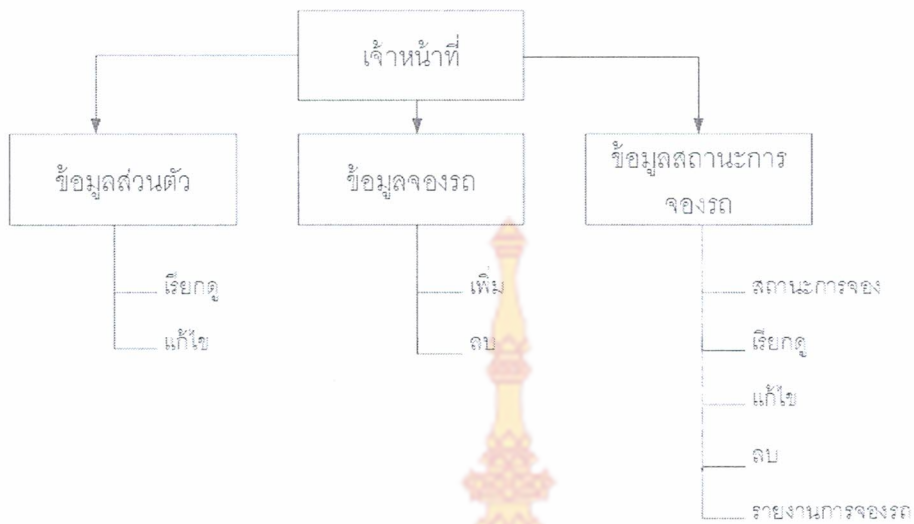 เจ้าหน้าที่
ข้อมูลส่วนตัว
ข้อมูลจองรถ
ข้อมูลสถานะการ
จองรถ
เรียกดู
แก้ไข
เพิ่ม
ลบ
สถานะการจอง
เรียกดู
แก้ไข
ลบ
รายงานการจองรถ